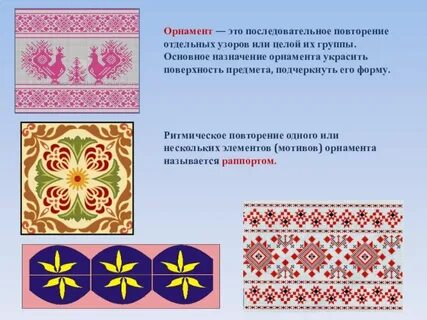 Орнамент — это последовательное повторение
отдельных узоров или целой их группы.
Основное назначение орнамента украсить
поверхность предмета, подчеркнуть его форму.
Ритмическое повторение одного или
нескольких элементов (мотивов) орнамента
называется раппортом.